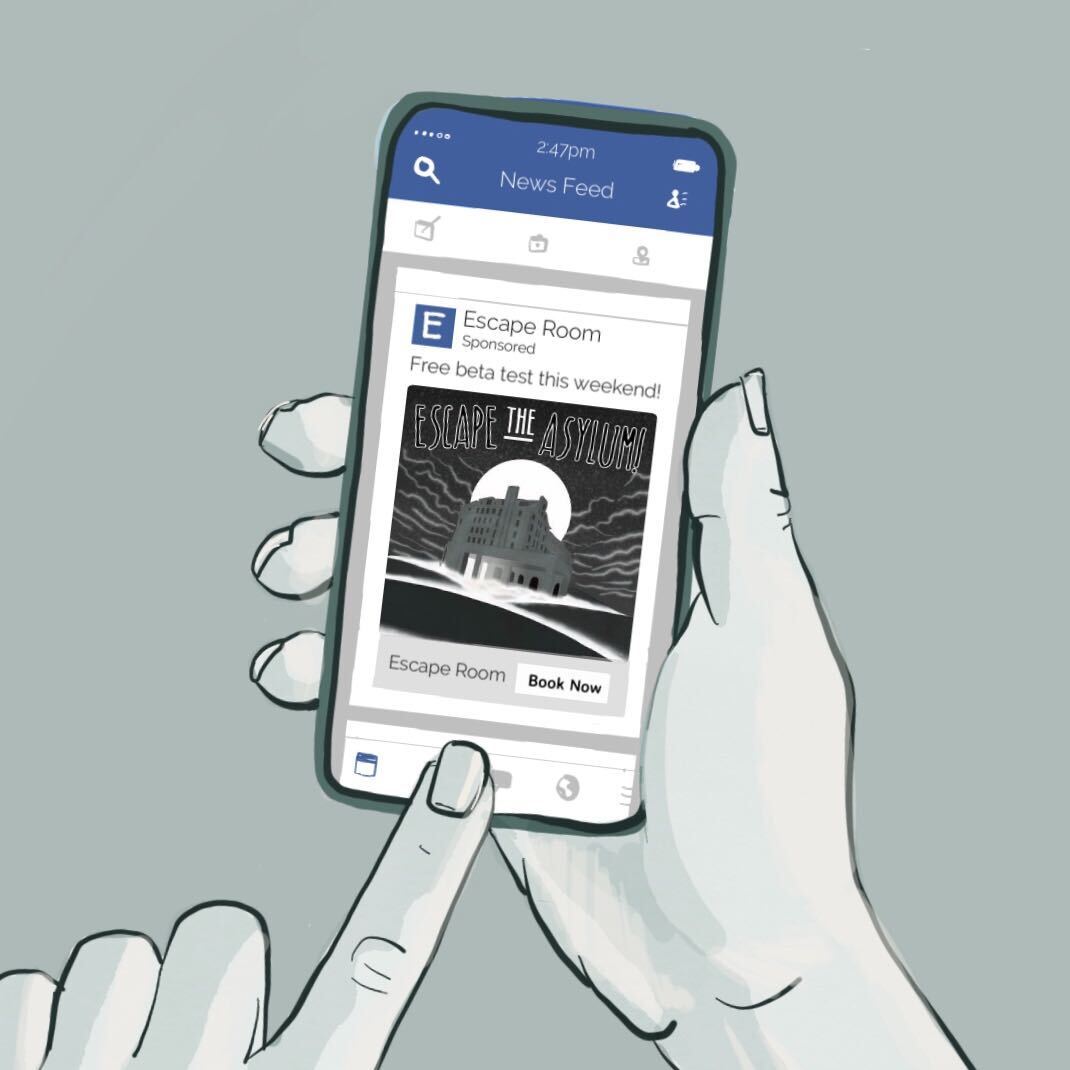 2:47pm
News Feed
E
Escape Room
Sponsored
Free beta test this weekend!
ESCAPE THE ASYLUM!
Escape Room
Book Now